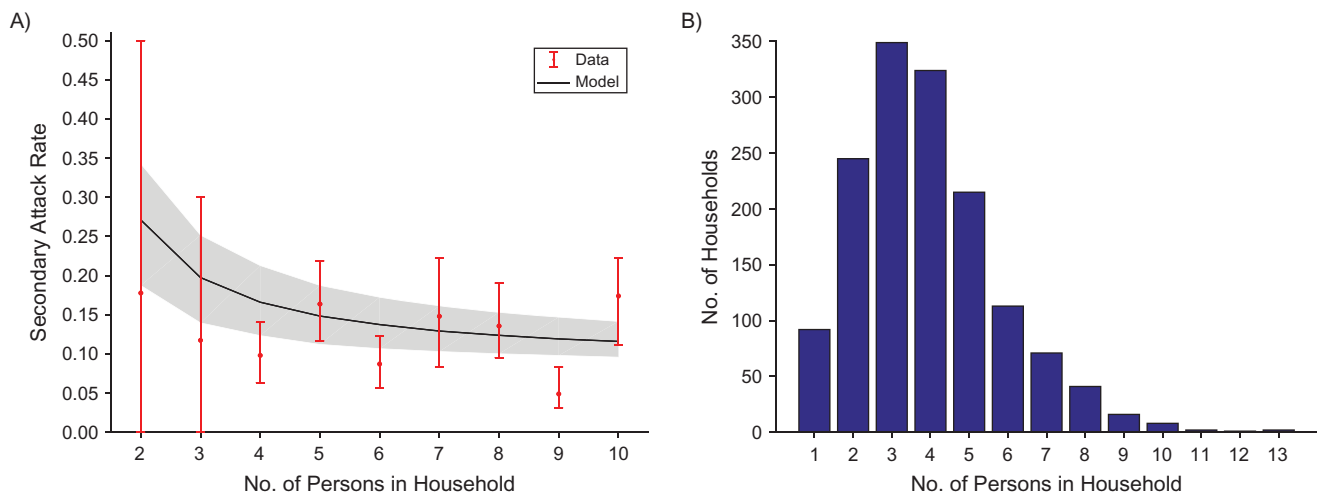 A)
Secondary Attack Rate
0.50
0.45
0.40
0.35
0.30
0.25
0.20
0.15
0.10
0.05
0.00
Data
Model
2 3 4 5 6 7 8 9 10
No. of Persons in Household
B)
No. of Households
350
300
250
200
150
100
50
0
1 2 3 4 5 6 7 8 9 10 11 12 13
No. of Persons in Household